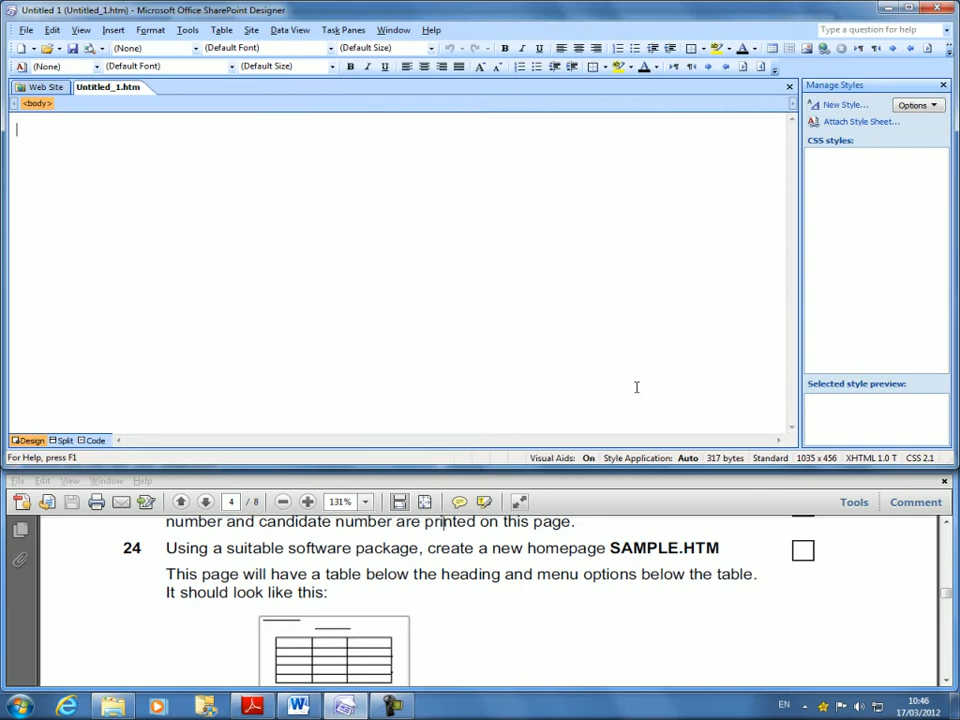 Untitled 1 (Untitled_1.htm) - Microsoft Office SharePoint Designer
File Edit View Insert Format Tools Table Site Data View Task Panes Window Help Type a question for help
(None) (Default Font) (Default Size) B I U
(None) (Default Font) (Default Size) B I U
Web Site Untitled_1.htm Manage Styles
<body> New Style... Options
Attach Style Sheet...
CSS styles:
Selected style preview:
Design Split Code
For Help, press F1 Visual Aids: On Style Application: Auto 317 bytes Standard 1035 x 456 XHTML 1.0 T CSS 2.1
File Edit View Window Help
4 / 8 131% Tools Comment
number and candidate number are printed on this page.
24 Using a suitable software package, create a new homepage SAMPLE.HTM
This page will have a table below the heading and menu options below the table.
It should look like this:
EN 10:46
17/03/2012